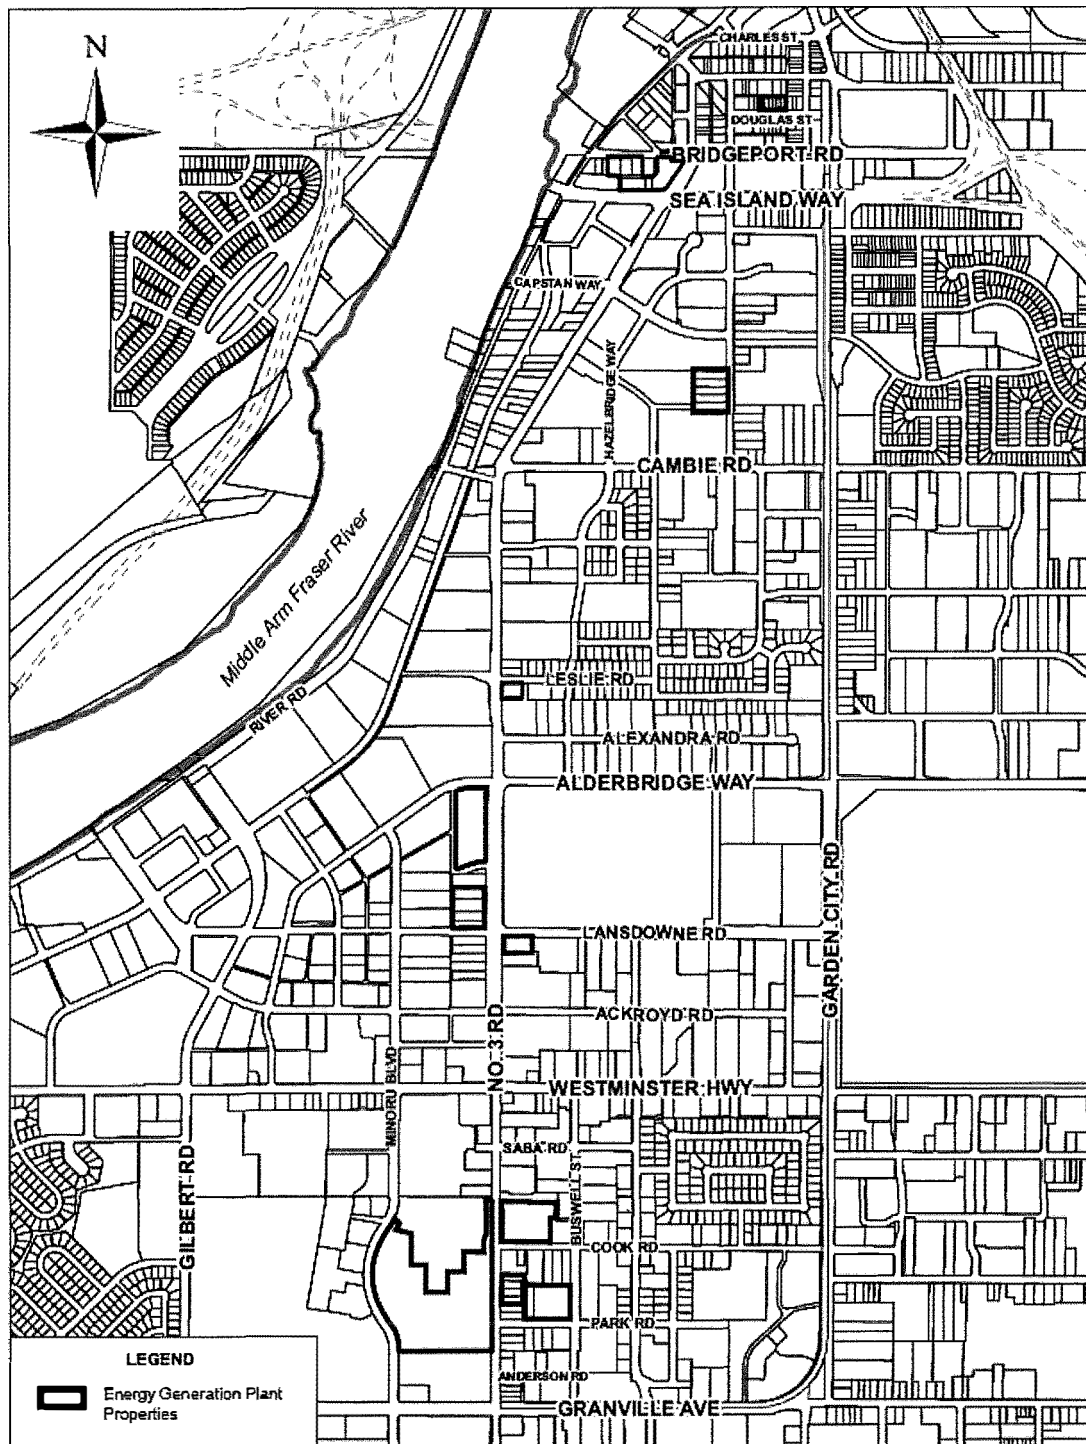 N
CHARLES ST
DOUGLAS ST
BRIDGEPORT RD
SEA ISLAND WAY
CAPSTAN WAY
HAZELBRIDGE WAY
CAMBIE RD
Middle Arm Fraser River
RIVER RD
LESLIE RD
ALEXANDRA RD
ALDERBRIDGE WAY
GARDEN CITY RD
LANSDOWNE RD
NO. 3 RD
ACKROYD RD
MINORU BLVD
WESTMINSTER HWY
GILBERT RD
SABA RD
BUSWELL ST
COOK RD
PARK RD
ANDERSON RD
GRANVILLE AVE
LEGEND
Energy Generation Plant
Properties